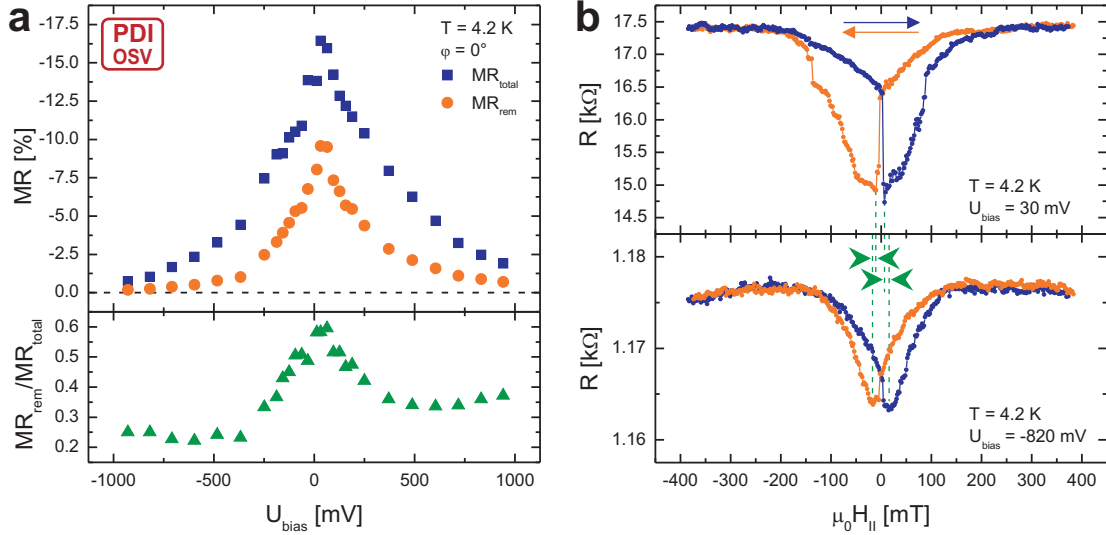 a
PDI
OSV
T = 4.2 K
φ = 0°
MR_total
MR_rem
-17.5
-15.0
-12.5
-10.0
-7.5
-5.0
-2.5
0.0
MR [%]
0.6
0.5
0.4
0.3
0.2
MR_rem/MR_total
-1000 -500 0 500 1000
U_bias [mV]
b
17.5
17.0
16.5
16.0
15.5
15.0
14.5
R [kΩ]
T = 4.2 K
U_bias = 30 mV
1.18
1.17
1.16
R [kΩ]
T = 4.2 K
U_bias = -820 mV
-400 -300 -200 -100 0 100 200 300 400
μ₀H_II [mT]